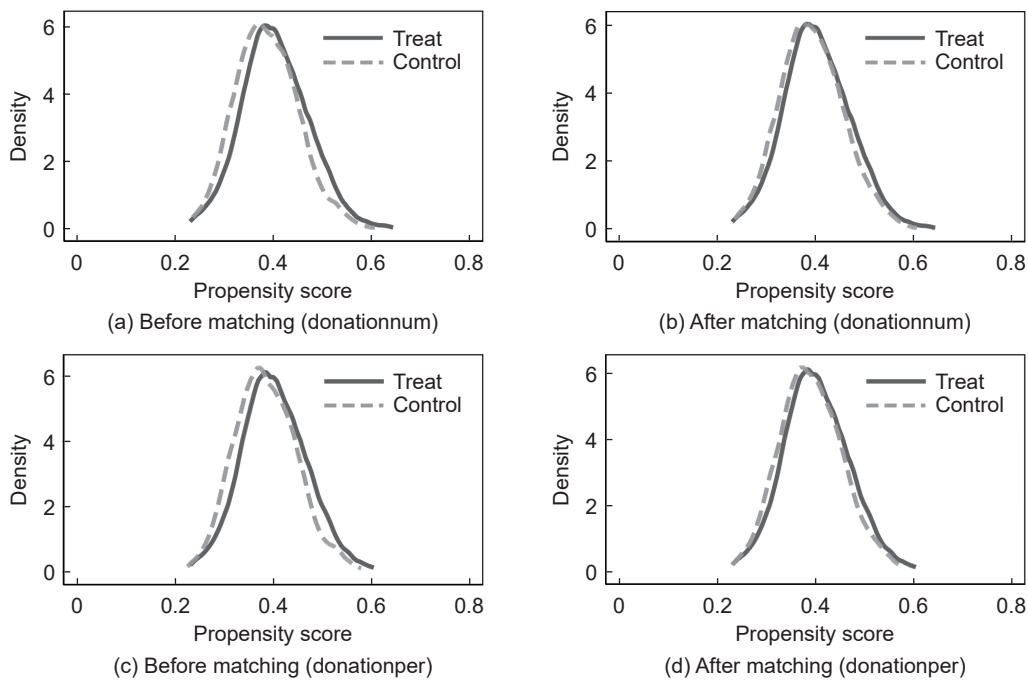 6
4
2
0
Density
Treat
Control
0
0.2
0.4
0.6
0.8
Propensity score
(a) Before matching (donationnum)
6
4
2
0
Density
Treat
Control
0
0.2
0.4
0.6
0.8
Propensity score
(b) After matching (donationnum)
6
4
2
0
Density
Treat
Control
0
0.2
0.4
0.6
0.8
Propensity score
(c) Before matching (donationper)
6
4
2
0
Density
Treat
Control
0
0.2
0.4
0.6
0.8
Propensity score
(d) After matching (donationper)